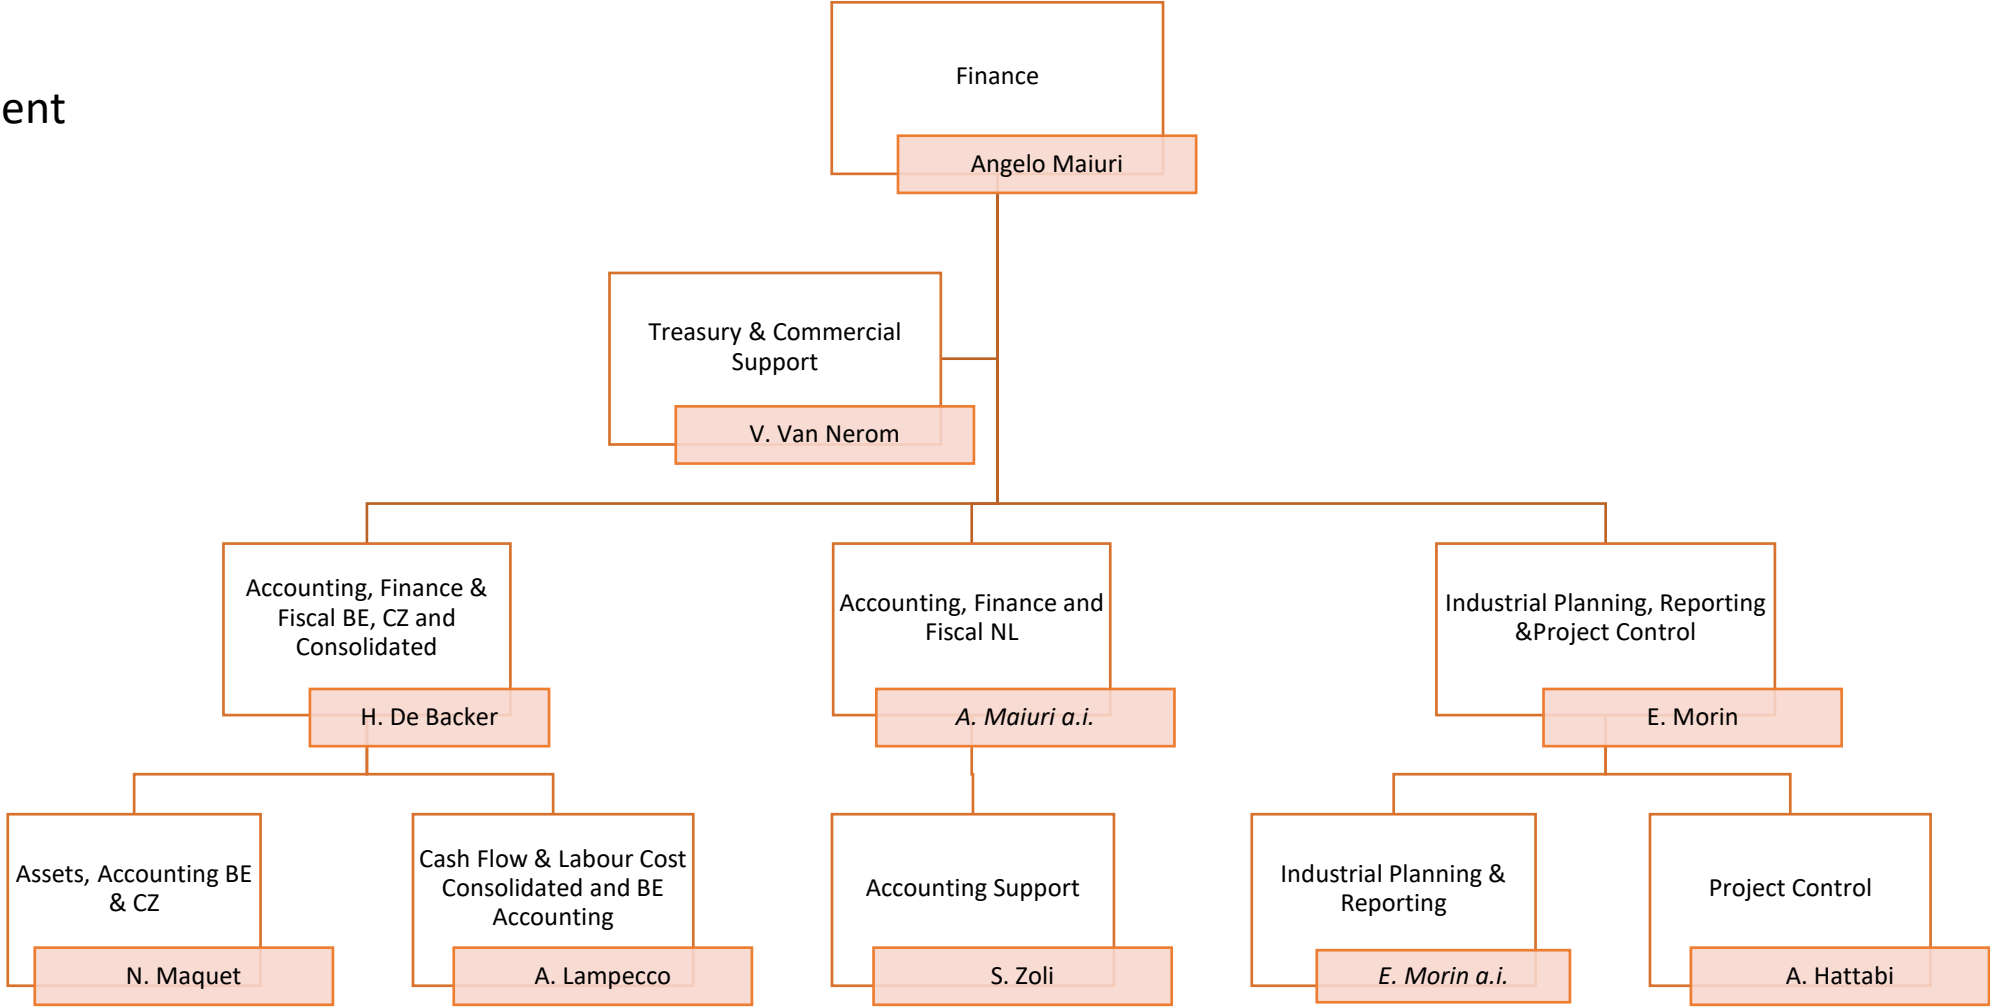 ent
Finance
Angelo Maiuri
Treasury & Commercial
Support
V. Van Nerom
Accounting, Finance &
Fiscal BE, CZ and
Consolidated
H. De Backer
Accounting, Finance and
Fiscal NL
A. Maiuri a.i.
Industrial Planning, Reporting
&Project Control
E. Morin
Assets, Accounting BE
& CZ
N. Maquet
Cash Flow & Labour Cost
Consolidated and BE
Accounting
A. Lampecco
Accounting Support
S. Zoli
Industrial Planning &
Reporting
E. Morin a.i.
Project Control
A. Hattabi